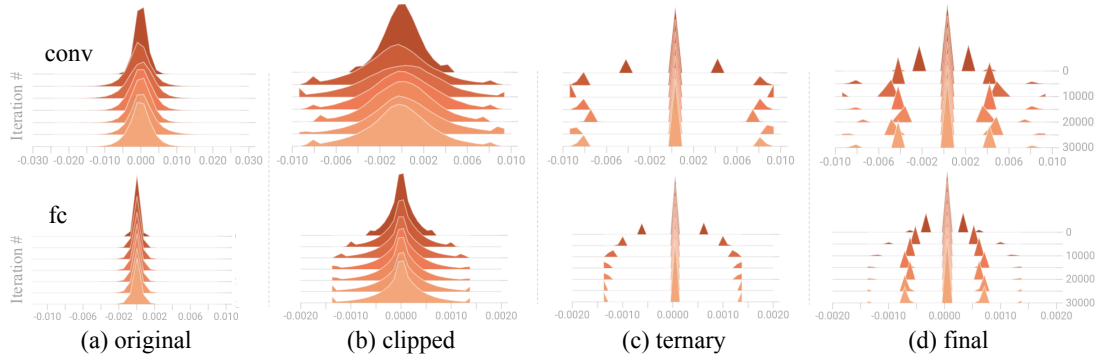 conv
Iteration #
0
10000
20000
30000
-0.030 -0.020 -0.010 0.000 0.010 0.020 0.030
-0.010 -0.006 -0.002 0.002 0.006 0.010
-0.010 -0.006 -0.002 0.002 0.006 0.010
-0.010 -0.006 -0.002 0.002 0.006 0.010
fc
Iteration #
0
10000
20000
30000
-0.010 -0.006 -0.002 0.002 0.006 0.010
-0.0020 -0.0010 0.0000 0.0010 0.0020
-0.0020 -0.0010 0.0000 0.0010 0.0020
-0.0020 -0.0010 0.0000 0.0010 0.0020
(a) original (b) clipped (c) ternary (d) final